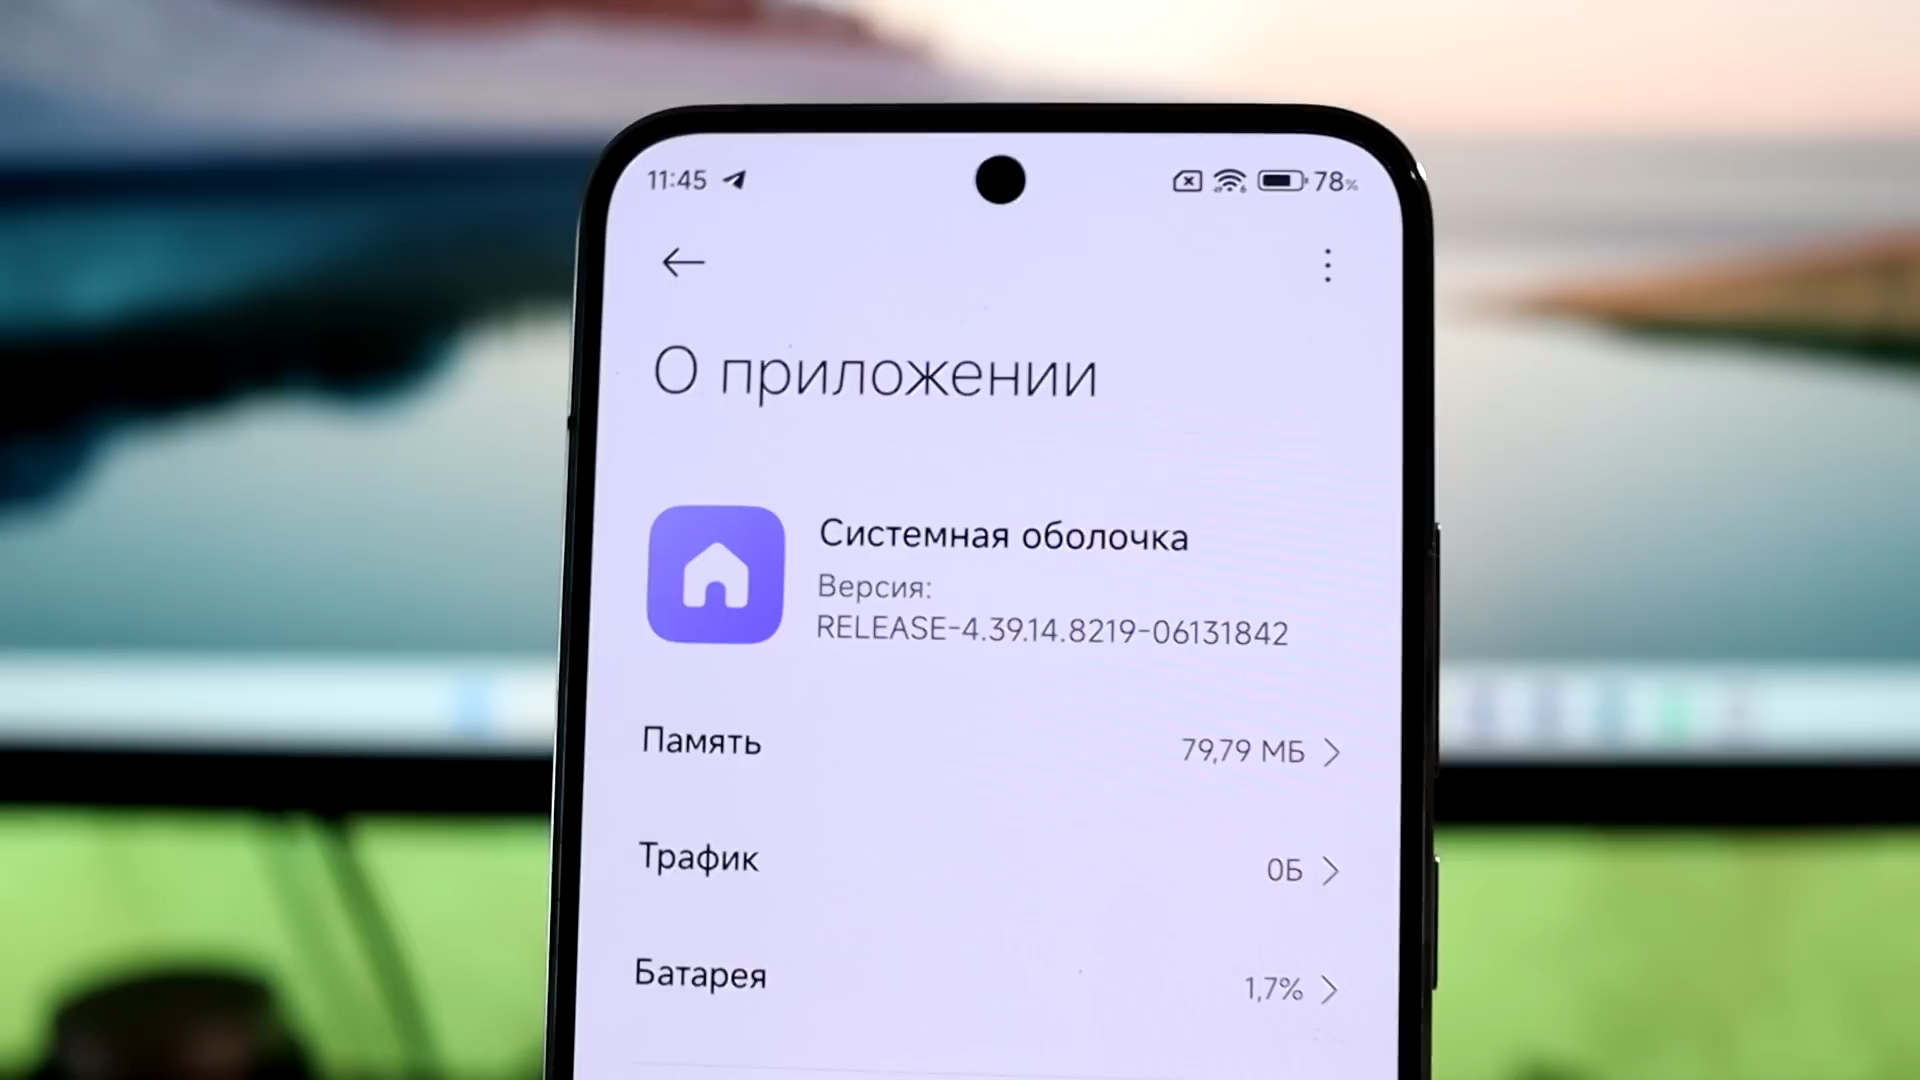 11:45 78%
О приложении
Системная оболочка
Версия:
RELEASE-4.39.14.8219-06131842
Память 79,79 МБ
Трафик 0Б
Батарея 1,7%